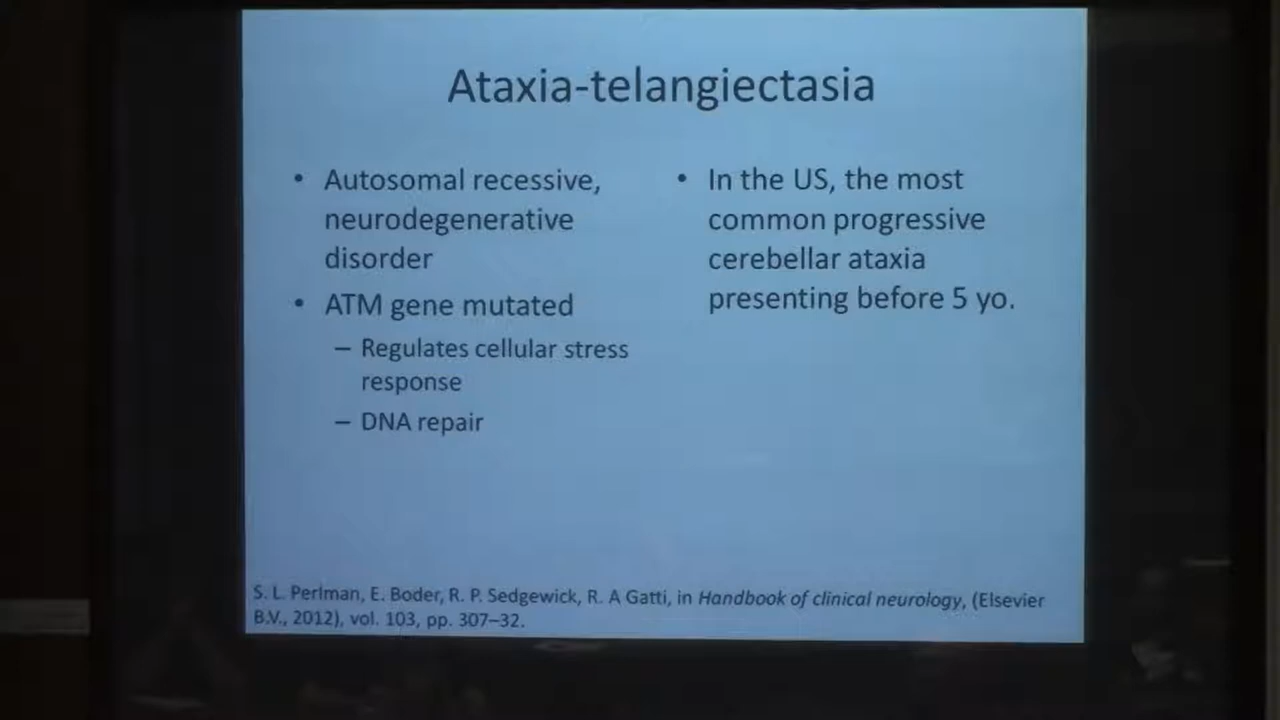 Ataxia-telangiectasia
• Autosomal recessive,
neurodegenerative
disorder
• ATM gene mutated
– Regulates cellular stress
response
– DNA repair
• In the US, the most
common progressive
cerebellar ataxia
presenting before 5 yo.
S. L. Perlman, E. Boder, R. P. Sedgewick, R. A Gatti, in Handbook of clinical neurology, (Elsevier
B.V., 2012), vol. 103, pp. 307–32.